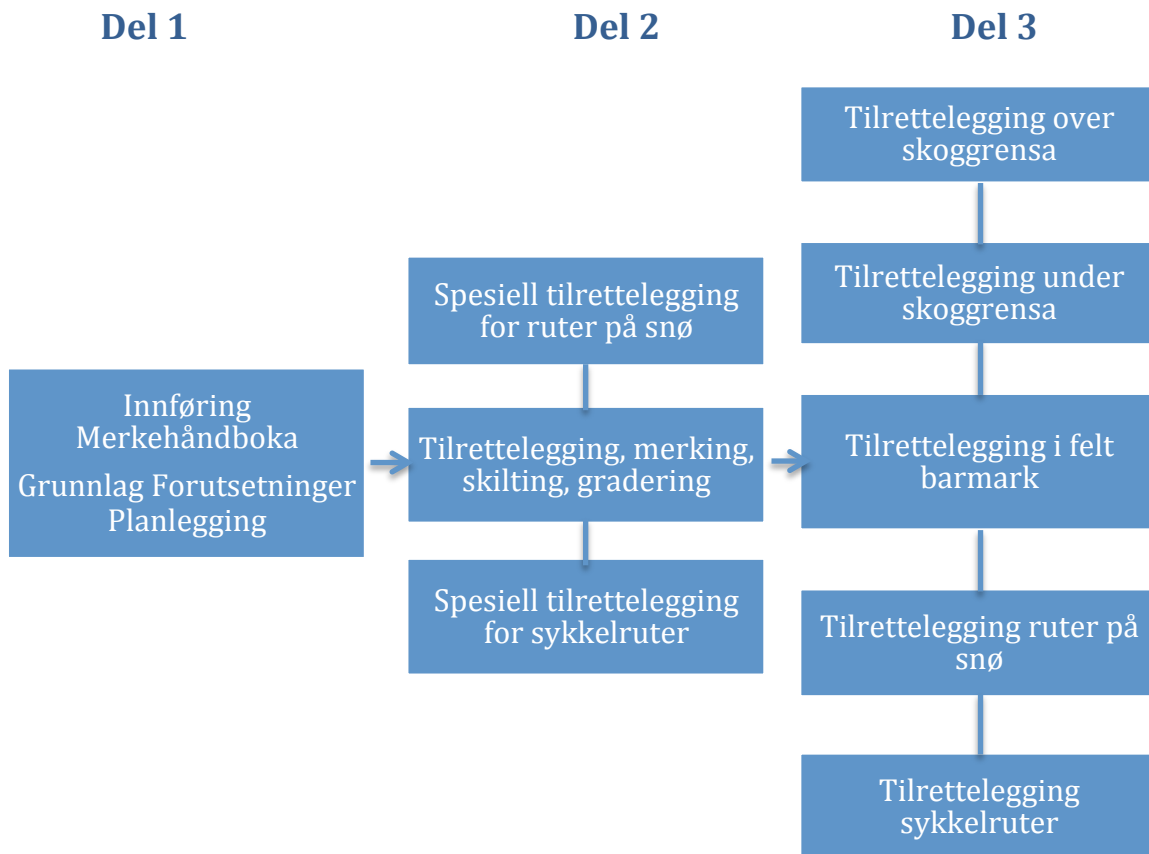 Del 1
Del 2
Del 3
Innføring
Merkehåndboka
Grunnlag Forutsetninger
Planlegging
Spesiell tilrettelegging
for ruter på snø
Tilrettelegging, merking,
skilting, gradering
Spesiell tilrettelegging
for sykkelruter
Tilrettelegging over
skoggrensa
Tilrettelegging under
skoggrensa
Tilrettelegging i felt
barmark
Tilrettelegging ruter på
snø
Tilrettelegging
sykkelruter